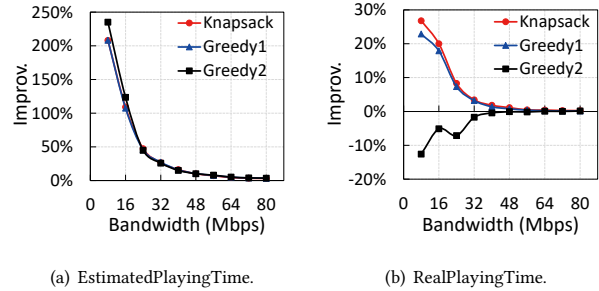 250%
200%
150%
100%
50%
0%
Improv.
Knapsack
Greedy1
Greedy2
0 16 32 48 64 80
Bandwidth (Mbps)
(a) EstimatedPlayingTime.
30%
20%
10%
0%
-10%
-20%
Improv.
Knapsack
Greedy1
Greedy2
0 16 32 48 64 80
Bandwidth (Mbps)
(b) RealPlayingTime.